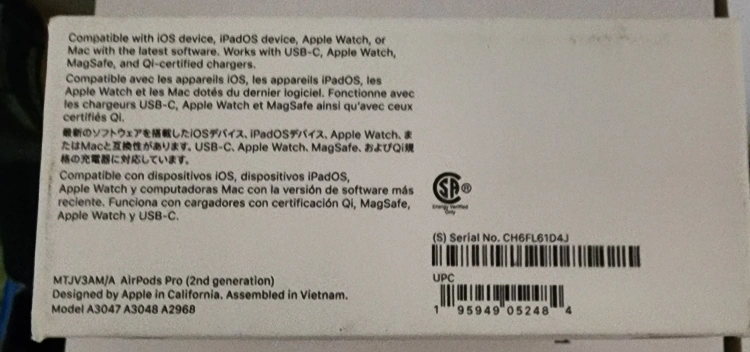 Compatible with iOS device, iPadOS device, Apple Watch, or
Mac with the latest software. Works with USB-C, Apple Watch,
MagSafe, and Qi-certified chargers.
Compatible avec les appareils iOS, les appareils iPadOS, les
Apple Watch et les Mac dotés du dernier logiciel. Fonctionne avec
les chargeurs USB-C, Apple Watch et MagSafe ainsi qu'avec ceux
certifiés Qi.
最新のソフトウェアを搭載したiOSデバイス、iPadOSデバイス、Apple Watch、ま
たはMacと互換性があります。USB-C、Apple Watch、MagSafe、およびQi規
格の充電器に対応しています。
Compatible con dispositivos iOS, dispositivos iPadOS,
Apple Watch y computadoras Mac con la versión de software más
reciente. Funciona con cargadores con certificación Qi, MagSafe,
Apple Watch y USB-C.
SA ®
Energy Verified
Only
(S) Serial No. CH6FL61D4J
UPC
1 95949 05248 4
MTJV3AM/A AirPods Pro (2nd generation)
Designed by Apple in California. Assembled in Vietnam.
Model A3047 A3048 A2968